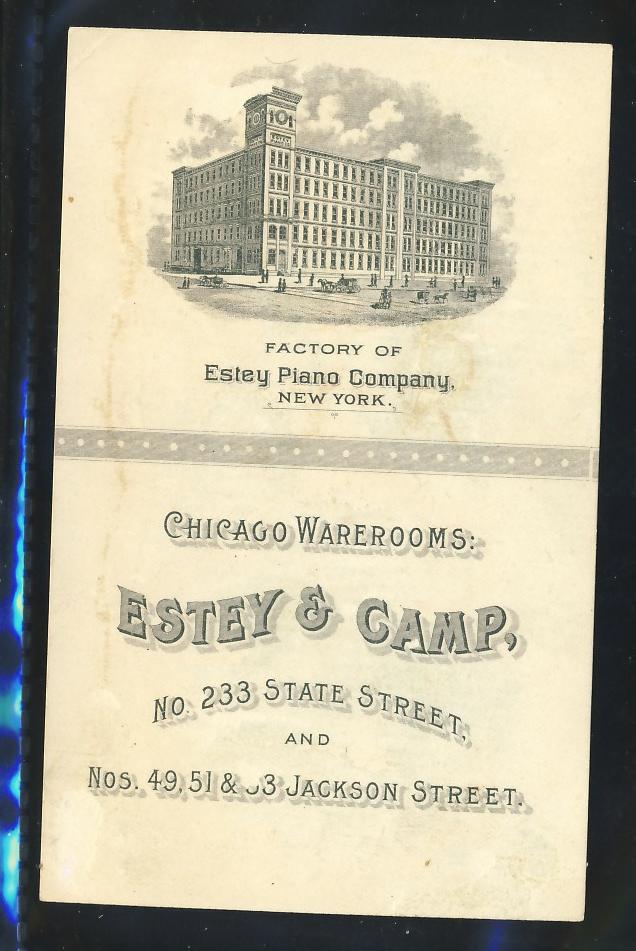 FACTORY OF
Estey Piano Company,
NEW YORK.
CHICAGO WAREROOMS:
ESTEY & CAMP,
No. 233 STATE STREET,
AND
Nos. 49, 51 & 3 JACKSON STREET.